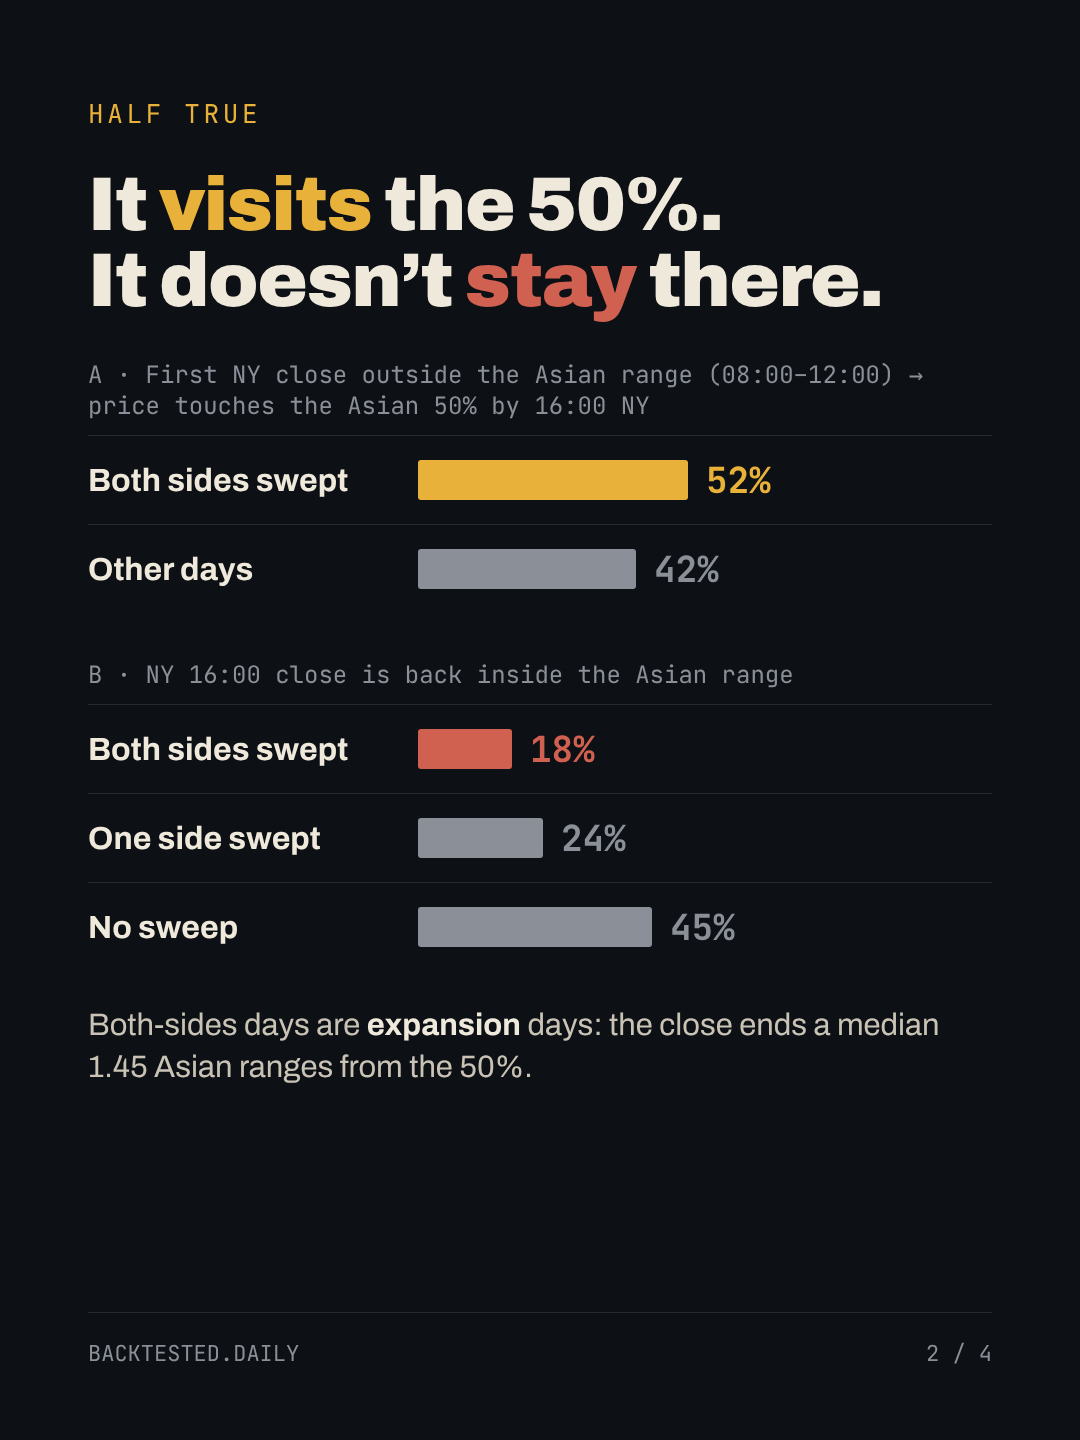 HALF TRUE
It visits the 50%.
It doesn’t stay there.
A · First NY close outside the Asian range (08:00–12:00) →
price touches the Asian 50% by 16:00 NY
Both sides swept 52%
Other days 42%
B · NY 16:00 close is back inside the Asian range
Both sides swept 18%
One side swept 24%
No sweep 45%
Both-sides days are expansion days: the close ends a median
1.45 Asian ranges from the 50%.
BACKTESTED.DAILY 2 / 4